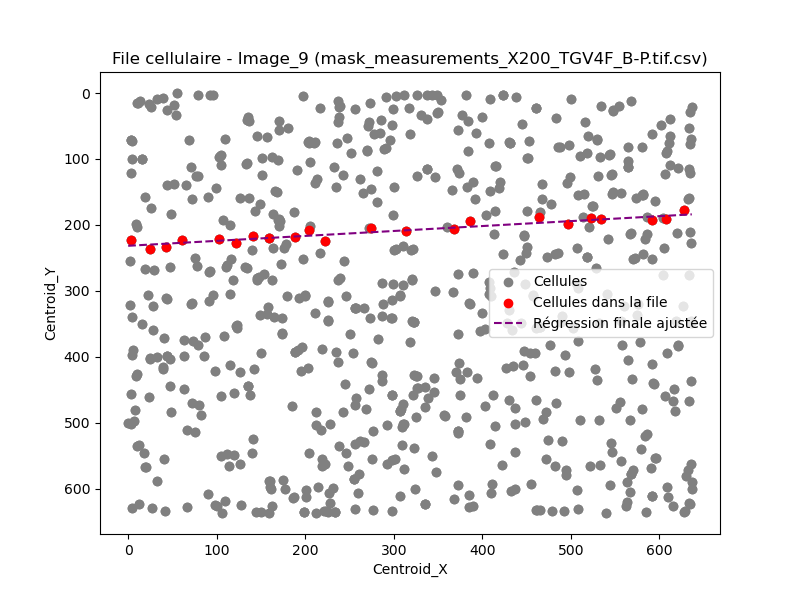 File cellulaire - Image_9 (mask_measurements_X200_TGV4F_B-P.tif.csv)
0
100
200
300
400
500
600
Centroid_Y
Cellules
Cellules dans la file
Régression finale ajustée
0 100 200 300 400 500 600
Centroid_X